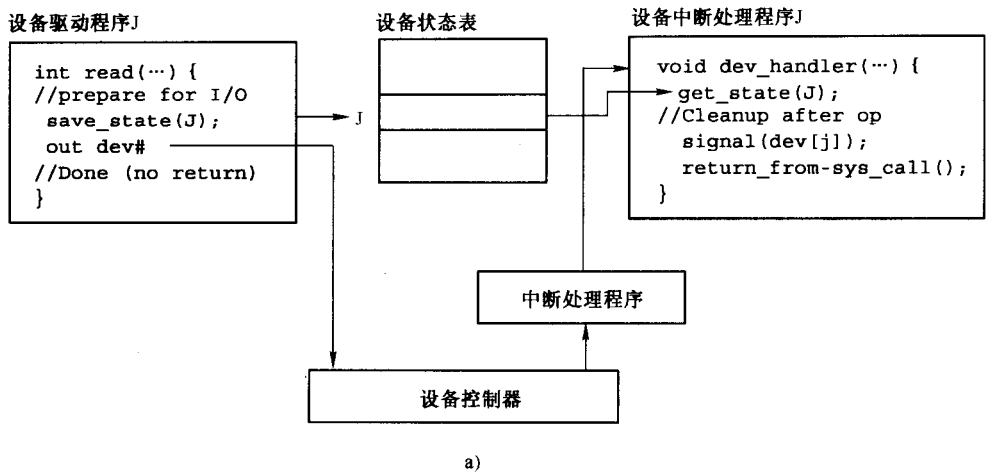 设备驱动程序J
int read(…) {
//prepare for I/O
save_state(J);
out dev#
//Done (no return)
}
J
设备状态表
设备中断处理程序J
void dev_handler(…) {
get_state(J);
//Cleanup after op
signal(dev[j]);
return_from-sys_call();
}
中断处理程序
设备控制器
a)